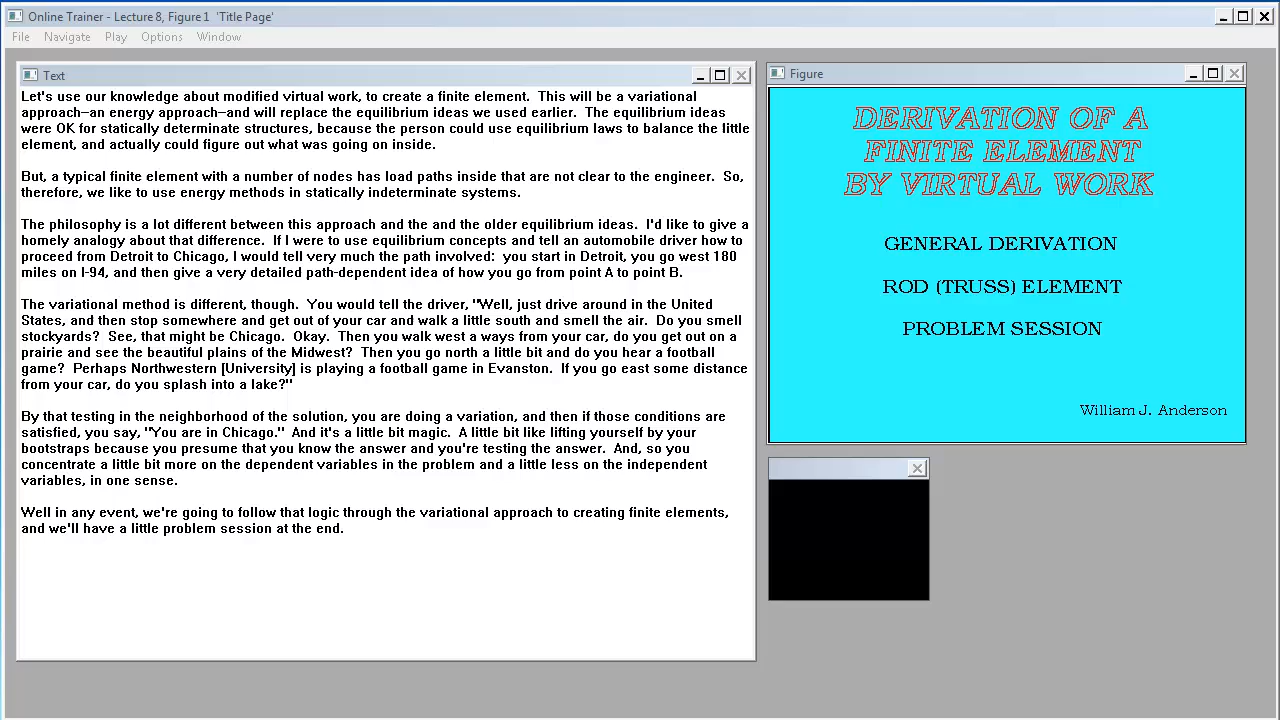 Online Trainer - Lecture 8, Figure 1 'Title Page'
File Navigate Play Options Window
Text
Let's use our knowledge about modified virtual work, to create a finite element. This will be a variational
approach–an energy approach–and will replace the equilibrium ideas we used earlier. The equilibrium ideas
were OK for statically determinate structures, because the person could use equilibrium laws to balance the little
element, and actually could figure out what was going on inside.
But, a typical finite element with a number of nodes has load paths inside that are not clear to the engineer. So,
therefore, we like to use energy methods in statically indeterminate systems.
The philosophy is a lot different between this approach and the and the older equilibrium ideas. I'd like to give a
homely analogy about that difference. If I were to use equilibrium concepts and tell an automobile driver how to
proceed from Detroit to Chicago, I would tell very much the path involved: you start in Detroit, you go west 180
miles on I-94, and then give a very detailed path-dependent idea of how you go from point A to point B.
The variational method is different, though. You would tell the driver, "Well, just drive around in the United
States, and then stop somewhere and get out of your car and walk a little south and smell the air. Do you smell
stockyards? See, that might be Chicago. Okay. Then you walk west a ways from your car, do you get out on a
prairie and see the beautiful plains of the Midwest? Then you go north a little bit and do you hear a football
game? Perhaps Northwestern [University] is playing a football game in Evanston. If you go east some distance
from your car, do you splash into a lake?"
By that testing in the neighborhood of the solution, you are doing a variation, and then if those conditions are
satisfied, you say, "You are in Chicago." And it's a little bit magic. A little bit like lifting yourself by your
bootstraps because you presume that you know the answer and you're testing the answer. And, so you
concentrate a little bit more on the dependent variables in the problem and a little less on the independent
variables, in one sense.
Well in any event, we're going to follow that logic through the variational approach to creating finite elements,
and we'll have a little problem session at the end.
Figure
DERIVATION OF A
FINITE ELEMENT
BY VIRTUAL WORK
GENERAL DERIVATION
ROD (TRUSS) ELEMENT
PROBLEM SESSION
William J. Anderson